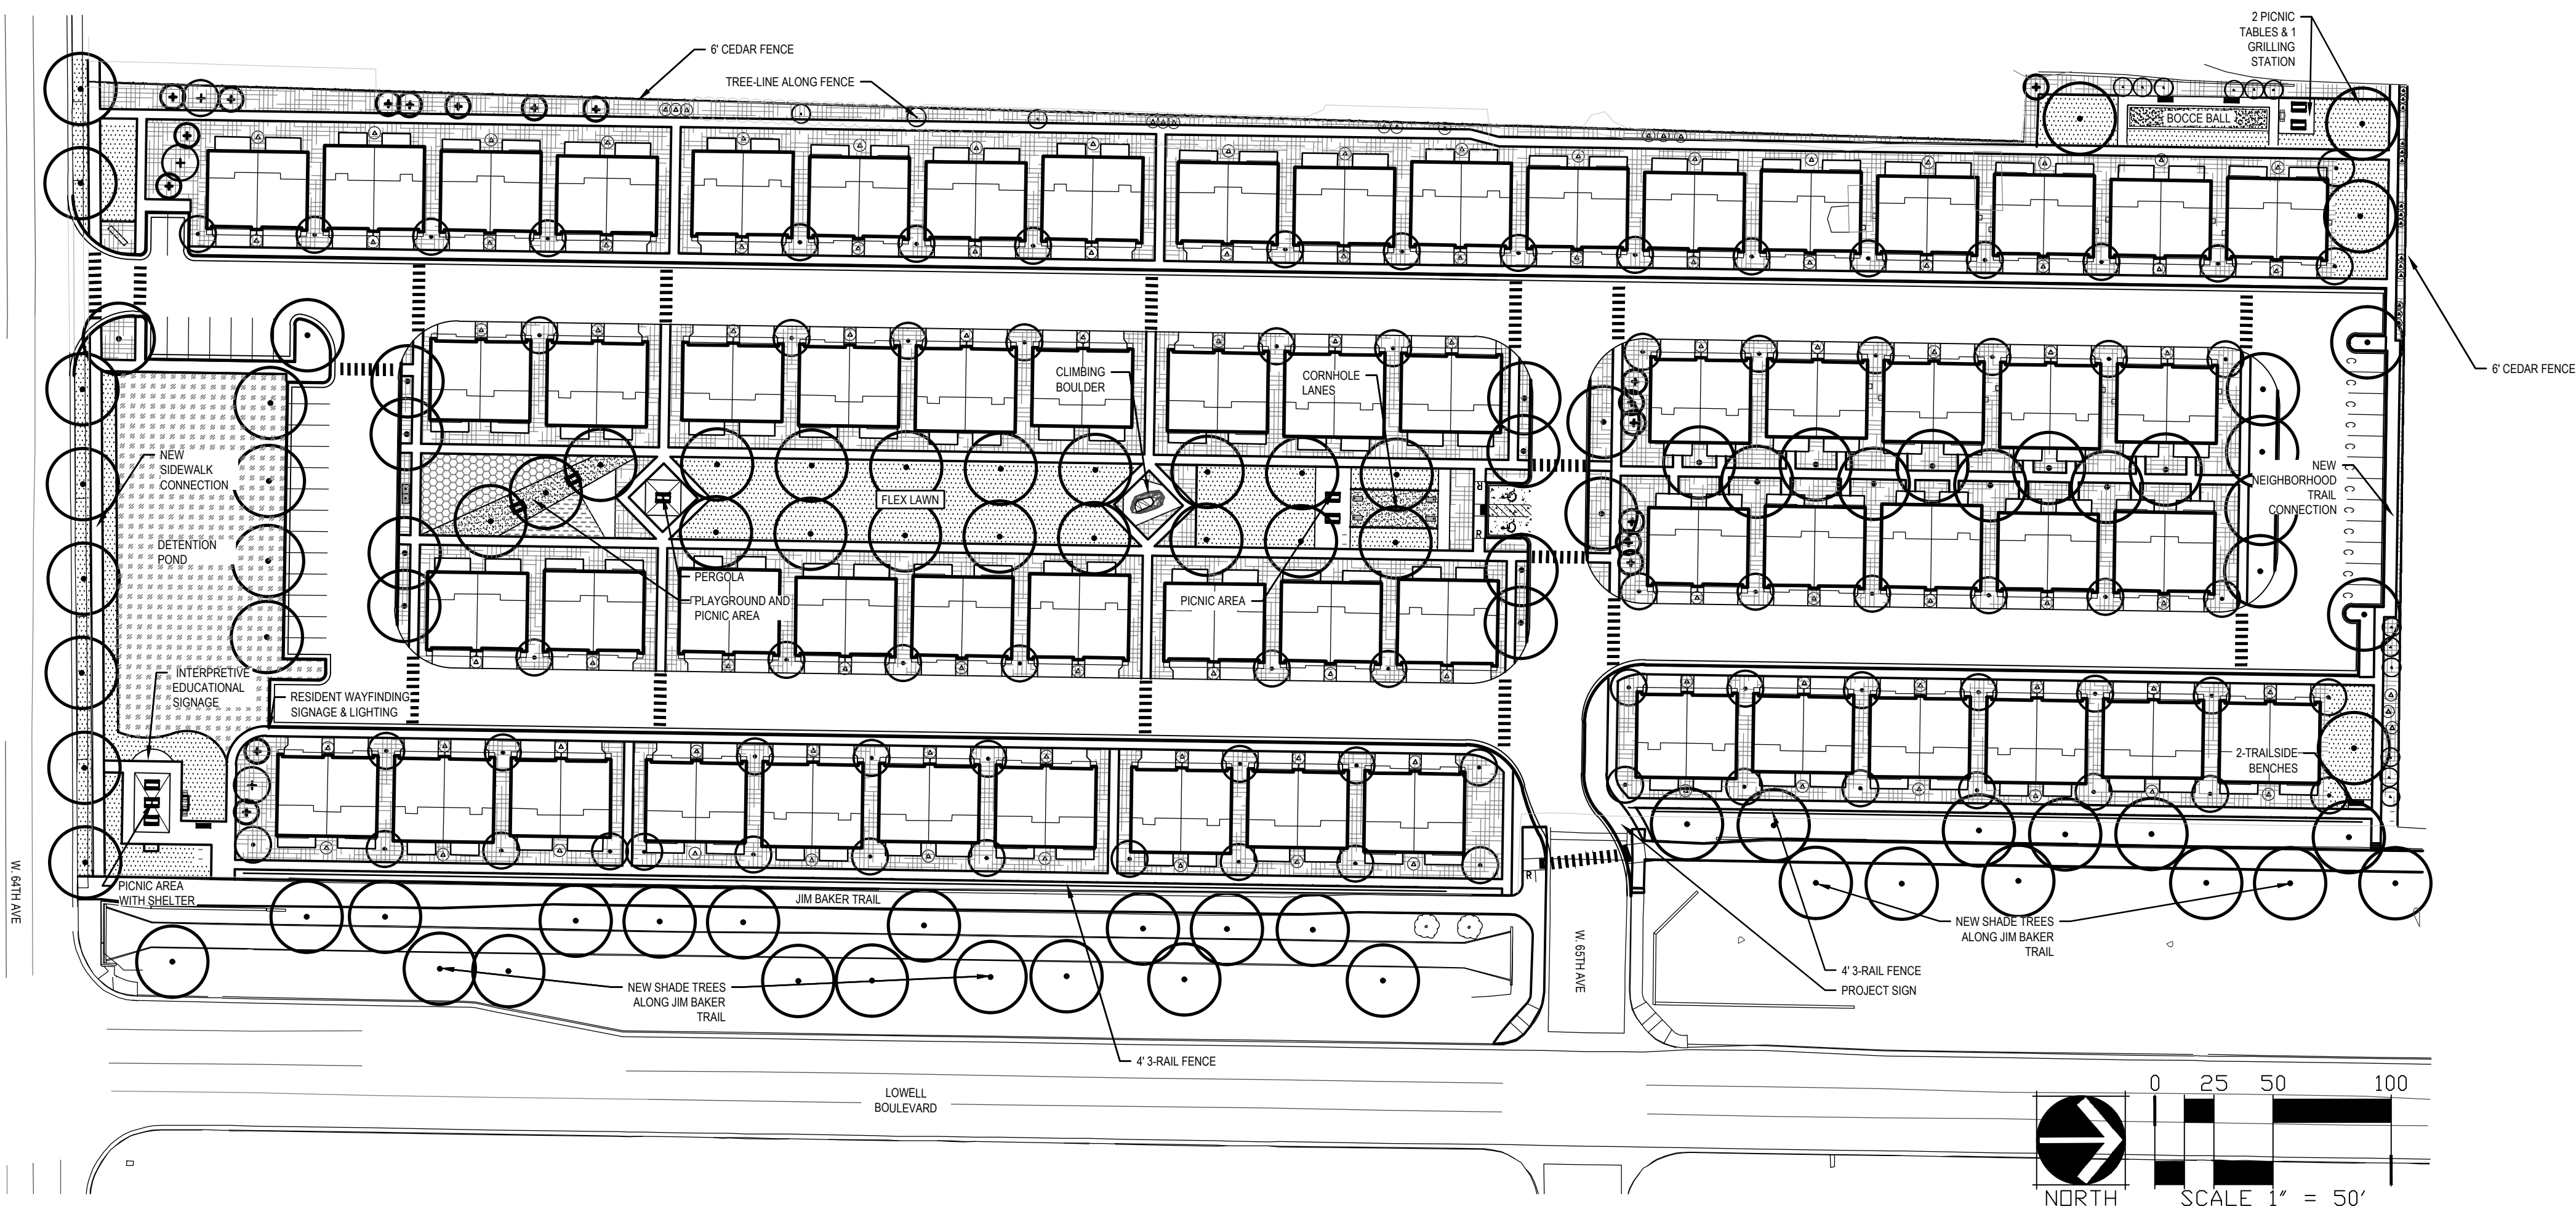 2 PICNIC
TABLES & 1
GRILLING
STATION
6' CEDAR FENCE
TREE-LINE ALONG FENCE
BOCCE BALL
6' CEDAR FENCE
CLIMBING
BOULDER
CORNHOLE
LANES
C
C
C
C
C
C
C
C
C
C
C
C
NEW
SIDEWALK
CONNECTION
FLEX LAWN
R
R
NEW
NEIGHBORHOOD
TRAIL
CONNECTION
DETENTION
POND
PERGOLA
PLAYGROUND AND
PICNIC AREA
PICNIC AREA
INTERPRETIVE
EDUCATIONAL
SIGNAGE
RESIDENT WAYFINDING
SIGNAGE & LIGHTING
2-TRAILSIDE
BENCHES
R
W. 64TH AVE
PICNIC AREA
WITH SHELTER
JIM BAKER TRAIL
NEW SHADE TREES
ALONG JIM BAKER
TRAIL
W. 65TH AVE
NEW SHADE TREES
ALONG JIM BAKER
TRAIL
4' 3-RAIL FENCE
PROJECT SIGN
4' 3-RAIL FENCE
LOWELL
BOULEVARD
0 25 50 100
NORTH
SCALE 1" = 50'